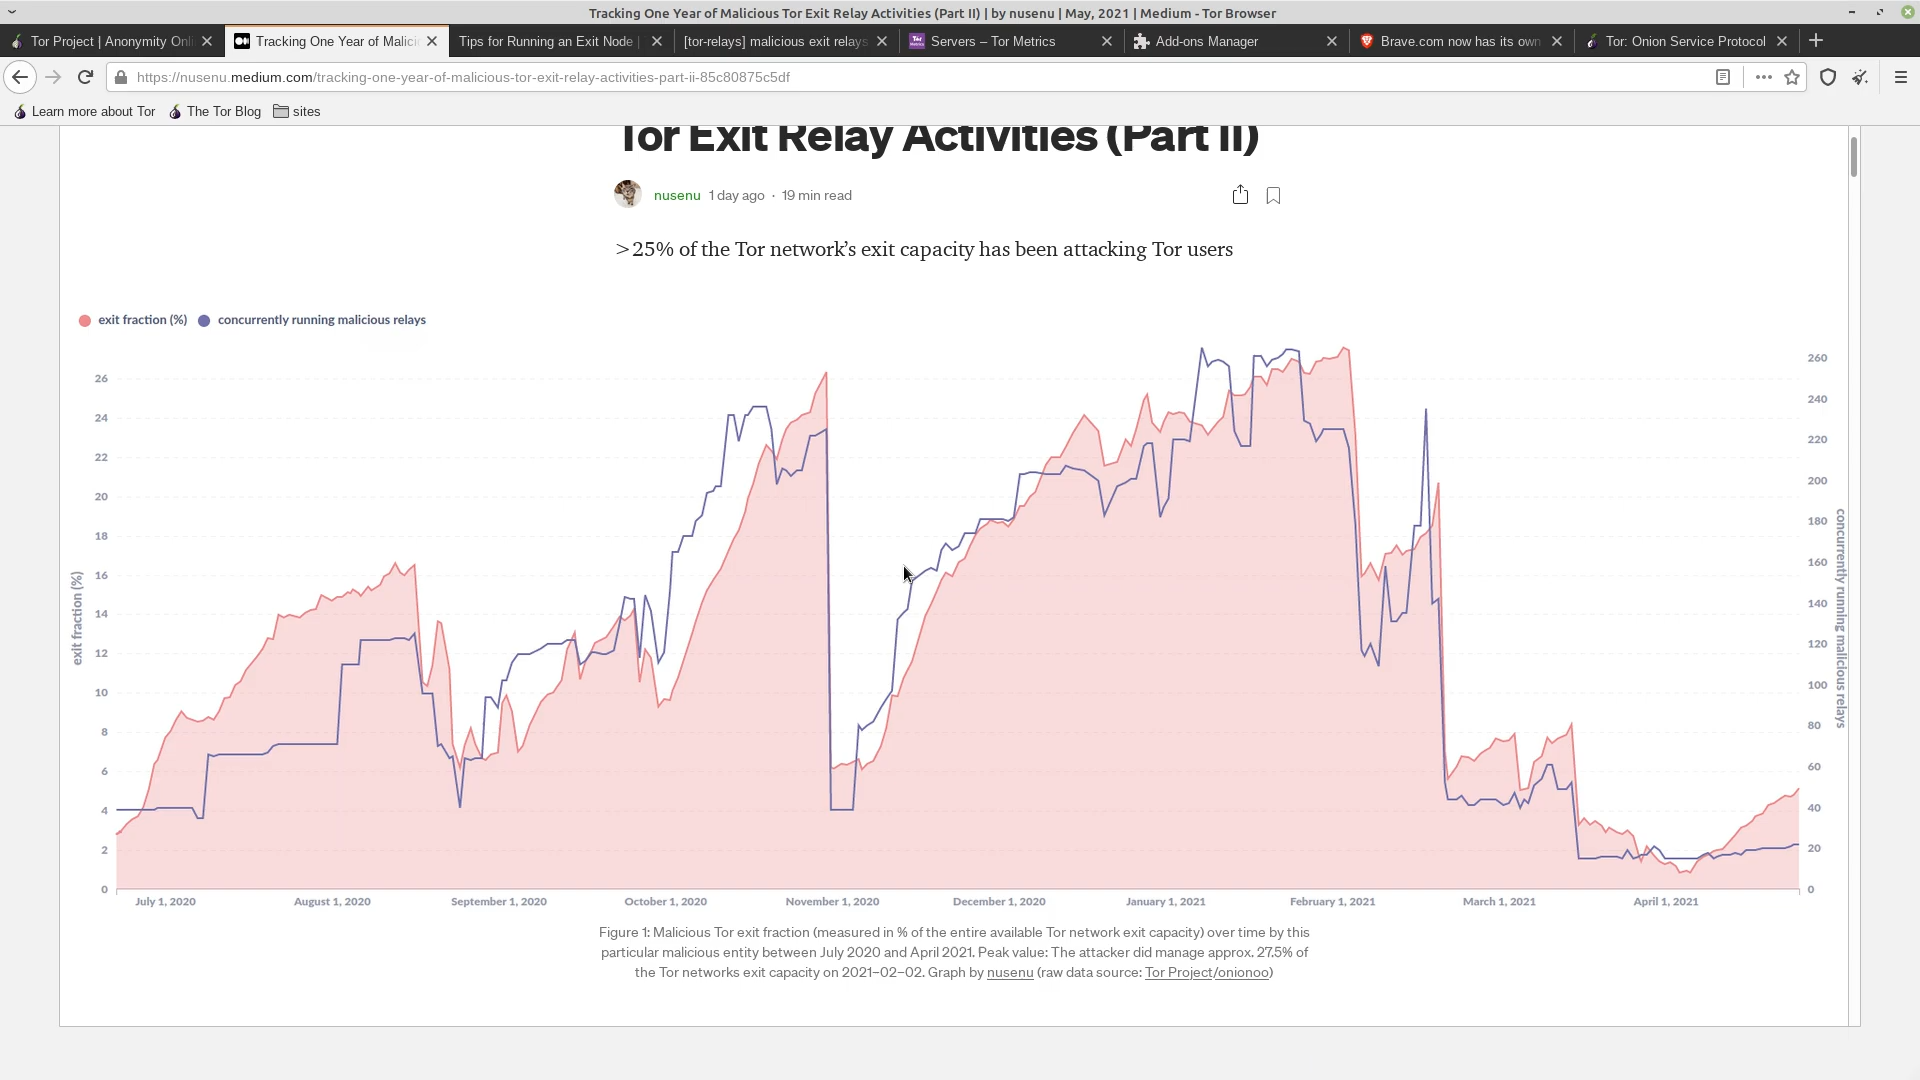 Tracking One Year of Malicious Tor Exit Relay Activities (Part II) | by nusenu | May, 2021 | Medium - Tor Browser
Tor Project | Anonymity Onli
Tracking One Year of Malici
Tips for Running an Exit Node |
[tor-relays] malicious exit relays
Servers – Tor Metrics
Add-ons Manager
Brave.com now has its own
Tor: Onion Service Protocol
https://nusenu.medium.com/tracking-one-year-of-malicious-tor-exit-relay-activities-part-ii-85c80875c5df
Learn more about Tor
The Tor Blog
sites
Tor Exit Relay Activities (Part II)
nusenu 1 day ago · 19 min read
>25% of the Tor network’s exit capacity has been attacking Tor users
exit fraction (%)
concurrently running malicious relays
26
24
22
20
18
16
14
12
10
8
6
4
2
0
exit fraction (%)
260
240
220
200
180
160
140
120
100
80
60
40
20
0
concurrently running malicious relays
July 1, 2020
August 1, 2020
September 1, 2020
October 1, 2020
November 1, 2020
December 1, 2020
January 1, 2021
February 1, 2021
March 1, 2021
April 1, 2021
Figure 1: Malicious Tor exit fraction (measured in % of the entire available Tor network exit capacity) over time by this
particular malicious entity between July 2020 and April 2021. Peak value: The attacker did manage approx. 27.5% of
the Tor networks exit capacity on 2021–02–02. Graph by nusenu (raw data source: Tor Project/onionoo)